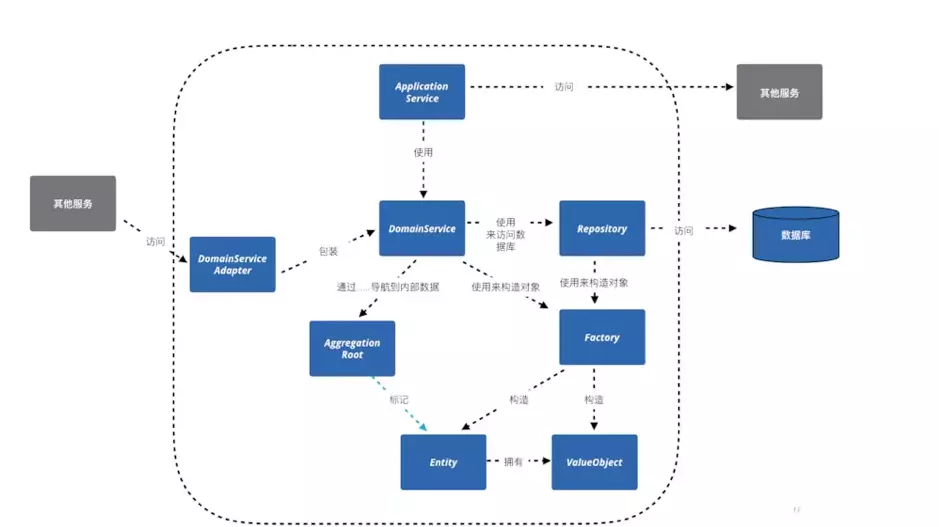 Application
Service
访问
其他服务
使用
其他服务
访问
DomainService
Adapter
包装
DomainService
使用
来访问数
据库
Repository
访问
数据库
通过……导航到内部数据
使用来构造对象
使用来构造对象
Aggregation
Root
Factory
标记
构造
构造
Entity
拥有
ValueObject
17